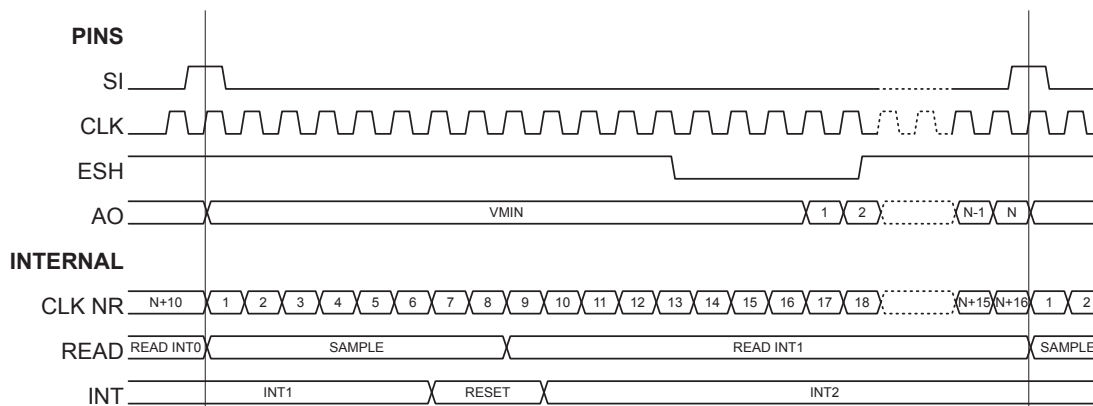 PINS
SI
CLK
ESH
AO VMIN 1 2 N-1 N
INTERNAL
CLK NR N+10 1 2 3 4 5 6 7 8 9 10 11 12 13 14 15 16 17 18 N+15 N+16 1 2
READ READ INT0 SAMPLE READ INT1 SAMPLE
INT INT1 RESET INT2